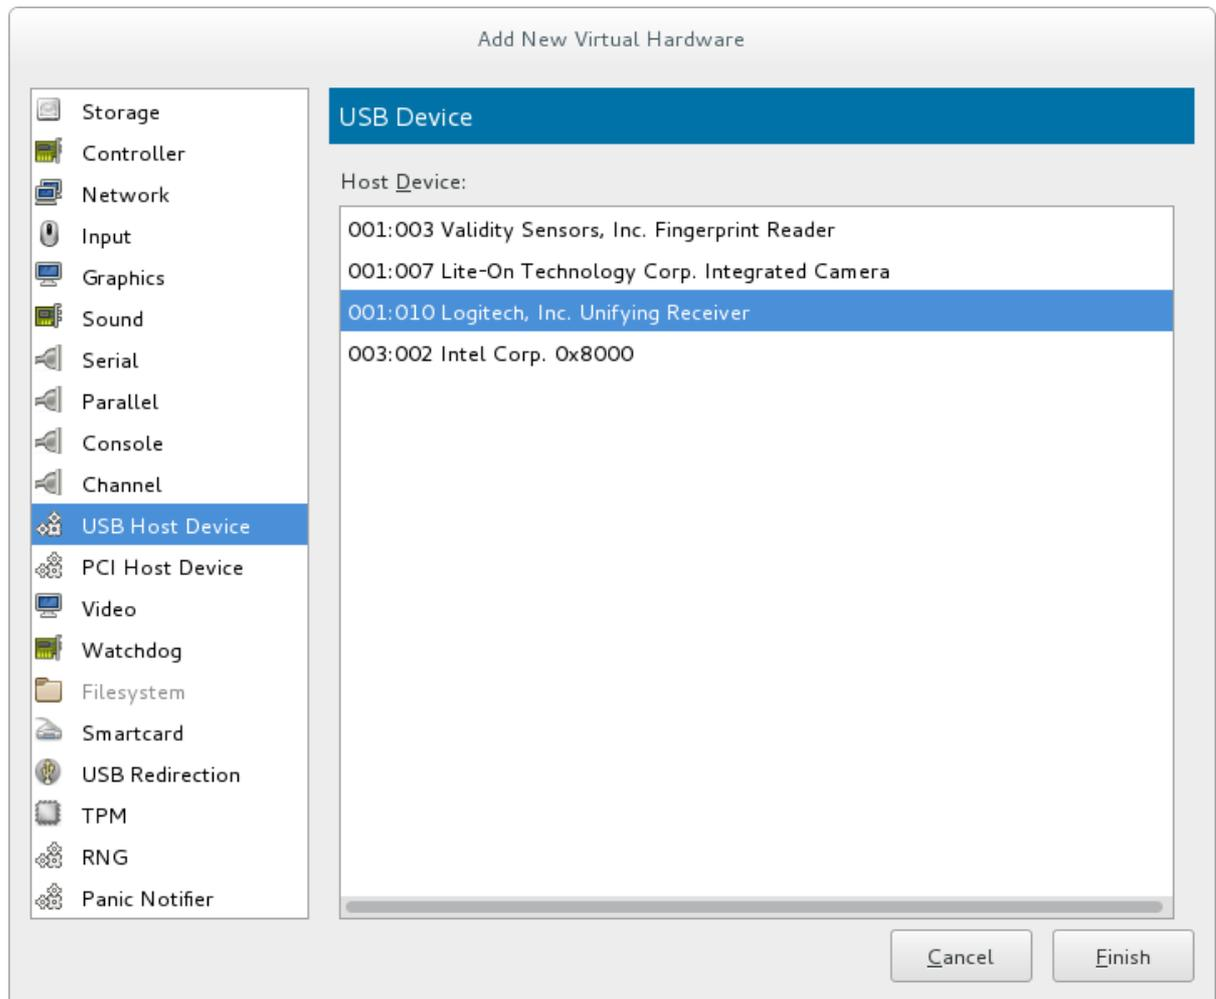 Add New Virtual Hardware
Storage
Controller
Network
Input
Graphics
Sound
Serial
Parallel
Console
Channel
USB Host Device
PCI Host Device
Video
Watchdog
Filesystem
Smartcard
USB Redirection
TPM
RNG
Panic Notifier
USB Device
Host Device:
001:003 Validity Sensors, Inc. Fingerprint Reader
001:007 Lite-On Technology Corp. Integrated Camera
001:010 Logitech, Inc. Unifying Receiver
003:002 Intel Corp. 0x8000
Cancel
Finish